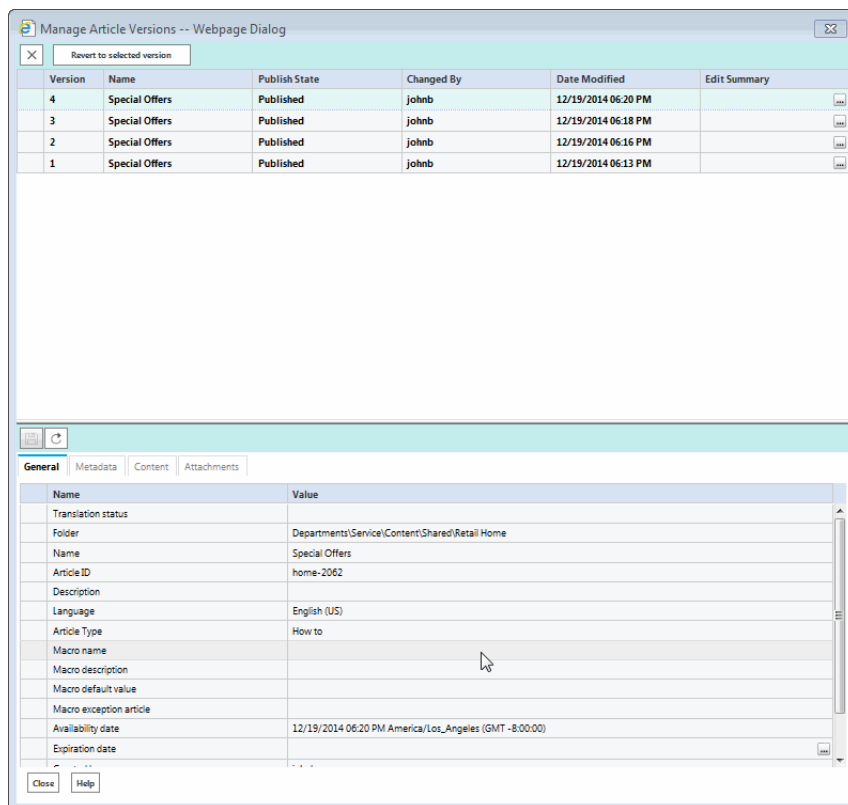 Manage Article Versions -- Webpage Dialog
Revert to selected version
Version Name Publish State Changed By Date Modified Edit Summary
4 Special Offers Published johnb 12/19/2014 06:20 PM ...
3 Special Offers Published johnb 12/19/2014 06:18 PM ...
2 Special Offers Published johnb 12/19/2014 06:16 PM ...
1 Special Offers Published johnb 12/19/2014 06:13 PM ...
General Metadata Content Attachments
Name Value
Translation status
Folder Departments\Service\Content\Shared\Retail Home
Name Special Offers
Article ID home-2062
Description
Language English (US)
Article Type How to
Macro name
Macro description
Macro default value
Macro exception article
Availability date 12/19/2014 06:20 PM America/Los_Angeles (GMT -8:00:00)
Expiration date ...
Close Help